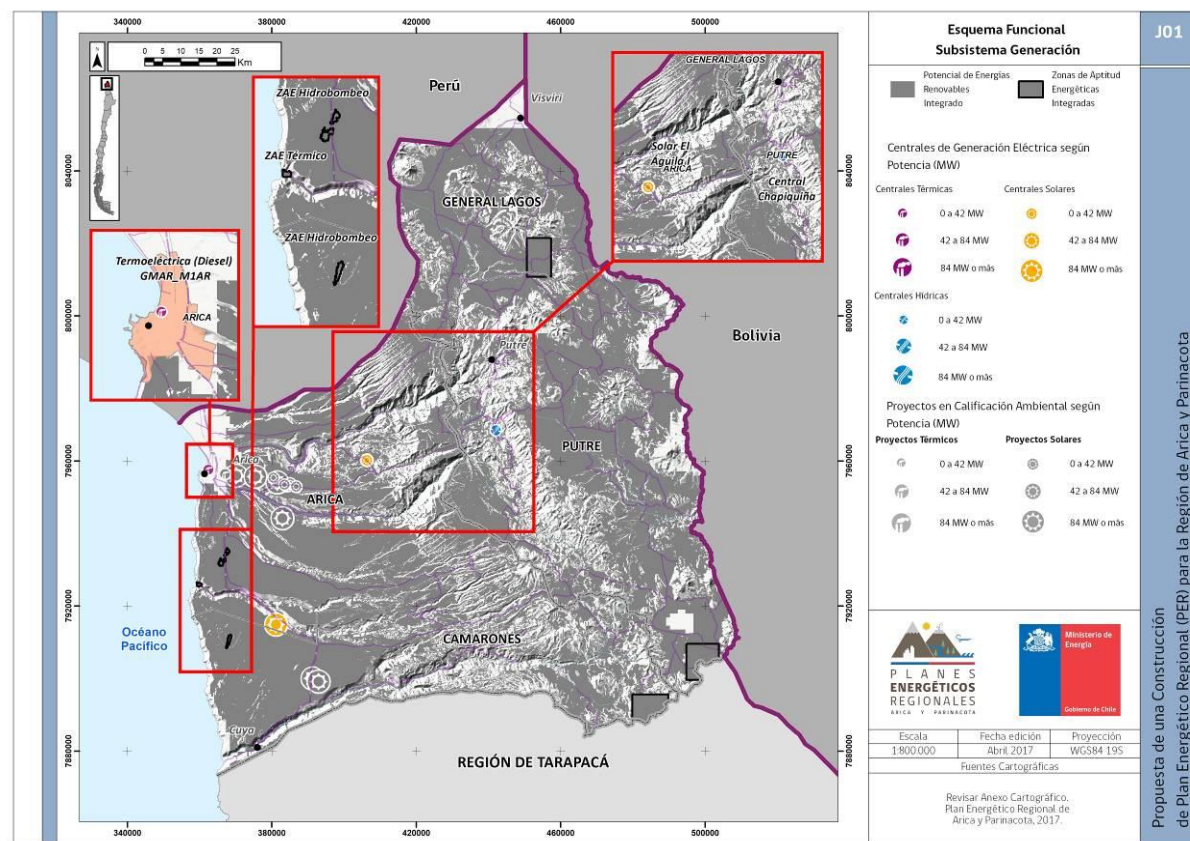 340000
380000
420000
460000
500000
N
0 5 10 15 20 25
Km
Perú
Visviri
GENERAL LAGOS
Bolivia
Putre
PUTRE
Arica
ARICA
CAMARONES
Cuya
Océano
Pacífico
REGIÓN DE TARAPACÁ
ZAE Hidrobombeo
ZAE Térmico
ZAE Hidrobombeo
Termoeléctrica (Diesel)
GMAR_M1AR
ARICA
GENERAL LAGOS
Solar El
Aguila I
ARICA
PUTRE
Central
Chapiquiña
8040000
8000000
7960000
7920000
7880000
8040000
8000000
7960000
7920000
7880000
340000
380000
420000
460000
500000
Esquema Funcional
Subsistema Generación
Potencial de Energías
Renovables
Integrado
Zonas de Aptitud
Energéticas
Integradas
Centrales de Generación Eléctrica según
Potencia (MW)
Centrales Térmicas
0 a 42 MW
42 a 84 MW
84 MW o más
Centrales Solares
0 a 42 MW
42 a 84 MW
84 MW o más
Centrales Hídricas
0 a 42 MW
42 a 84 MW
84 MW o más
Proyectos en Calificación Ambiental según
Potencia (MW)
Proyectos Térmicos
0 a 42 MW
42 a 84 MW
84 MW o más
Proyectos Solares
0 a 42 MW
42 a 84 MW
84 MW o más
PLANES
ENERGÉTICOS
REGIONALES
ARICA Y PARINACOTA
Ministerio de
Energía
Gobierno de Chile
Escala
Fecha edición
Proyección
1:800.000
Abril, 2017
WGS84 19S
Fuentes Cartográficas
Revisar Anexo Cartográfico.
Plan Energético Regional de
Arica y Parinacota, 2017.
J01
Propuesta de una Construcción
de Plan Energético Regional (PER) para la Región de Arica y Parinacota